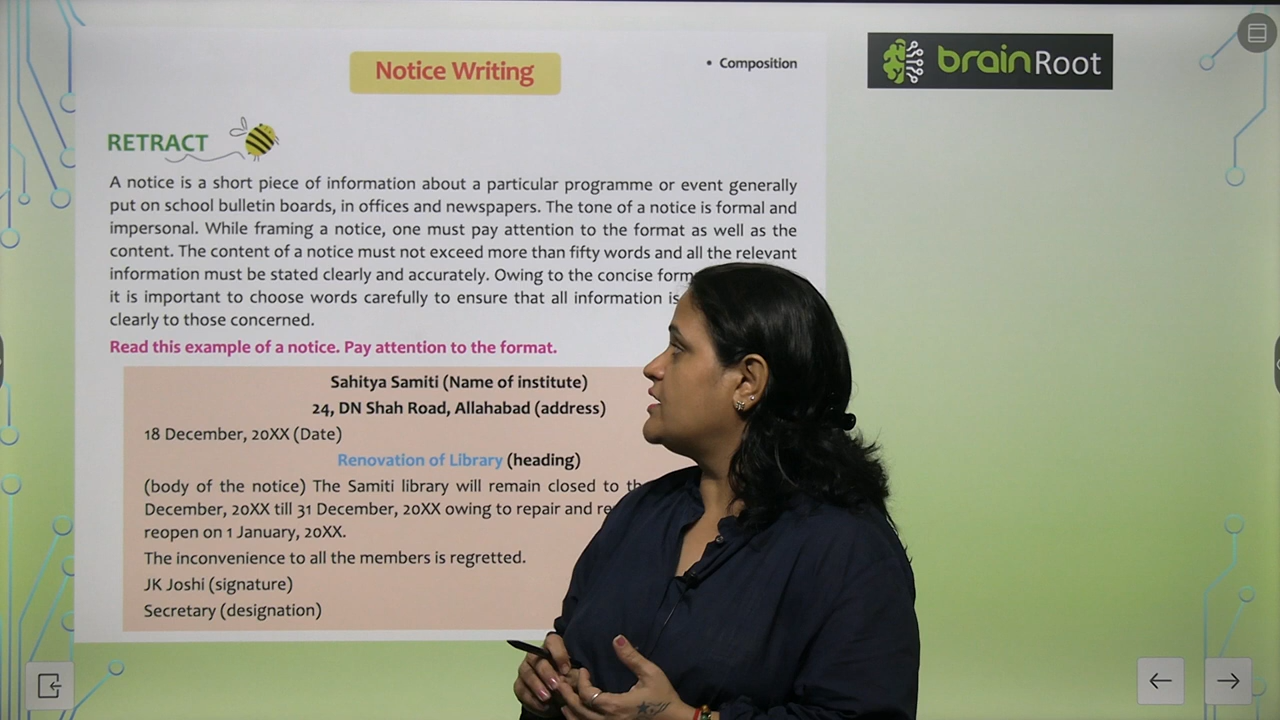 Notice Writing
• Composition
brainRoot
RETRACT
A notice is a short piece of information about a particular programme or event generally
put on school bulletin boards, in offices and newspapers. The tone of a notice is formal and
impersonal. While framing a notice, one must pay attention to the format as well as the
content. The content of a notice must not exceed more than fifty words and all the relevant
information must be stated clearly and accurately. Owing to the concise
it is important to choose words carefully to ensure that all information is
clearly to those concerned.
Read this example of a notice. Pay attention to the format.
Sahitya Samiti (Name of institute)
24, DN Shah Road, Allahabad (address)
18 December, 20XX (Date)
Renovation of Library (heading)
(body of the notice) The Samiti library will remain closed to
December, 20XX till 31 December, 20XX owing to repair and
reopen on 1 January, 20XX.
The inconvenience to all the members is regretted.
JK Joshi (signature)
Secretary (designation)